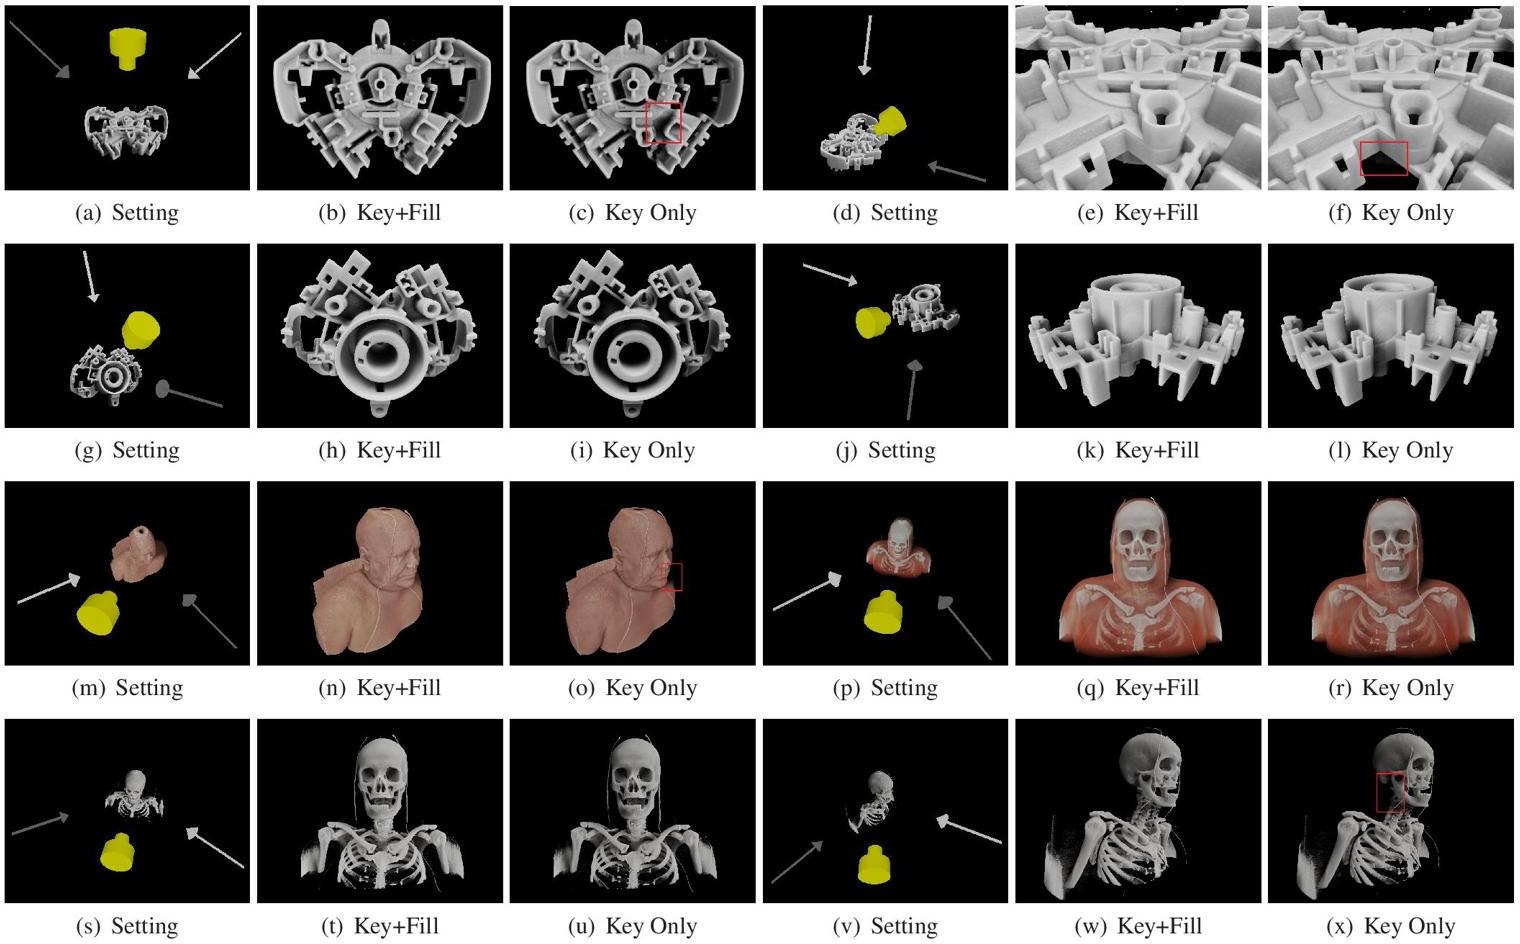 (a) Setting (b) Key+Fill (c) Key Only (d) Setting (e) Key+Fill (f) Key Only
(g) Setting (h) Key+Fill (i) Key Only (j) Setting (k) Key+Fill (l) Key Only
(m) Setting (n) Key+Fill (o) Key Only (p) Setting (q) Key+Fill (r) Key Only
(s) Setting (t) Key+Fill (u) Key Only (v) Setting (w) Key+Fill (x) Key Only